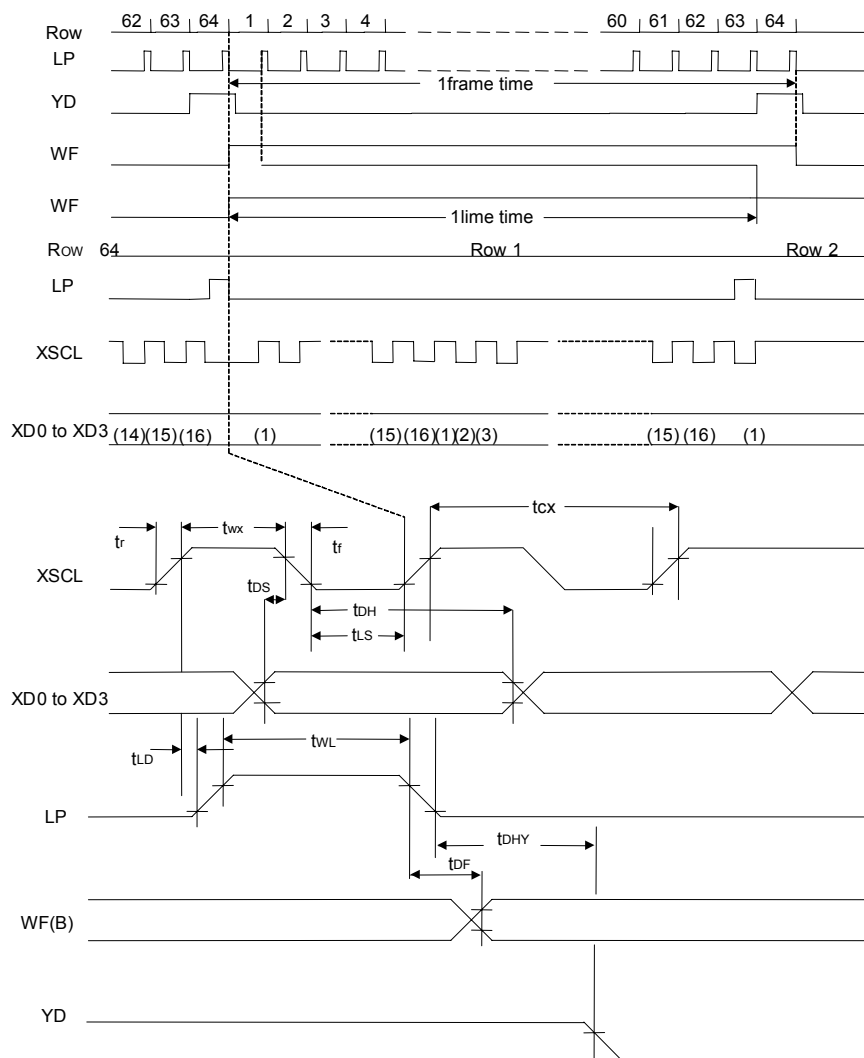 62 63 64 1 2 3 4 60 61 62 63 64
Row
LP
1frame time
YD
WF
WF
1lime time
Row 64 Row 1 Row 2
LP
XSCL
XD0 to XD3 (14)(15)(16) (1) (15)(16)(1)(2)(3) (15)(16) (1)
tcx
tr twx tf
XSCL
tDS
tDH
tLS
XD0 to XD3
tWL
tLD
LP
tDHY
tDF
WF(B)
YD